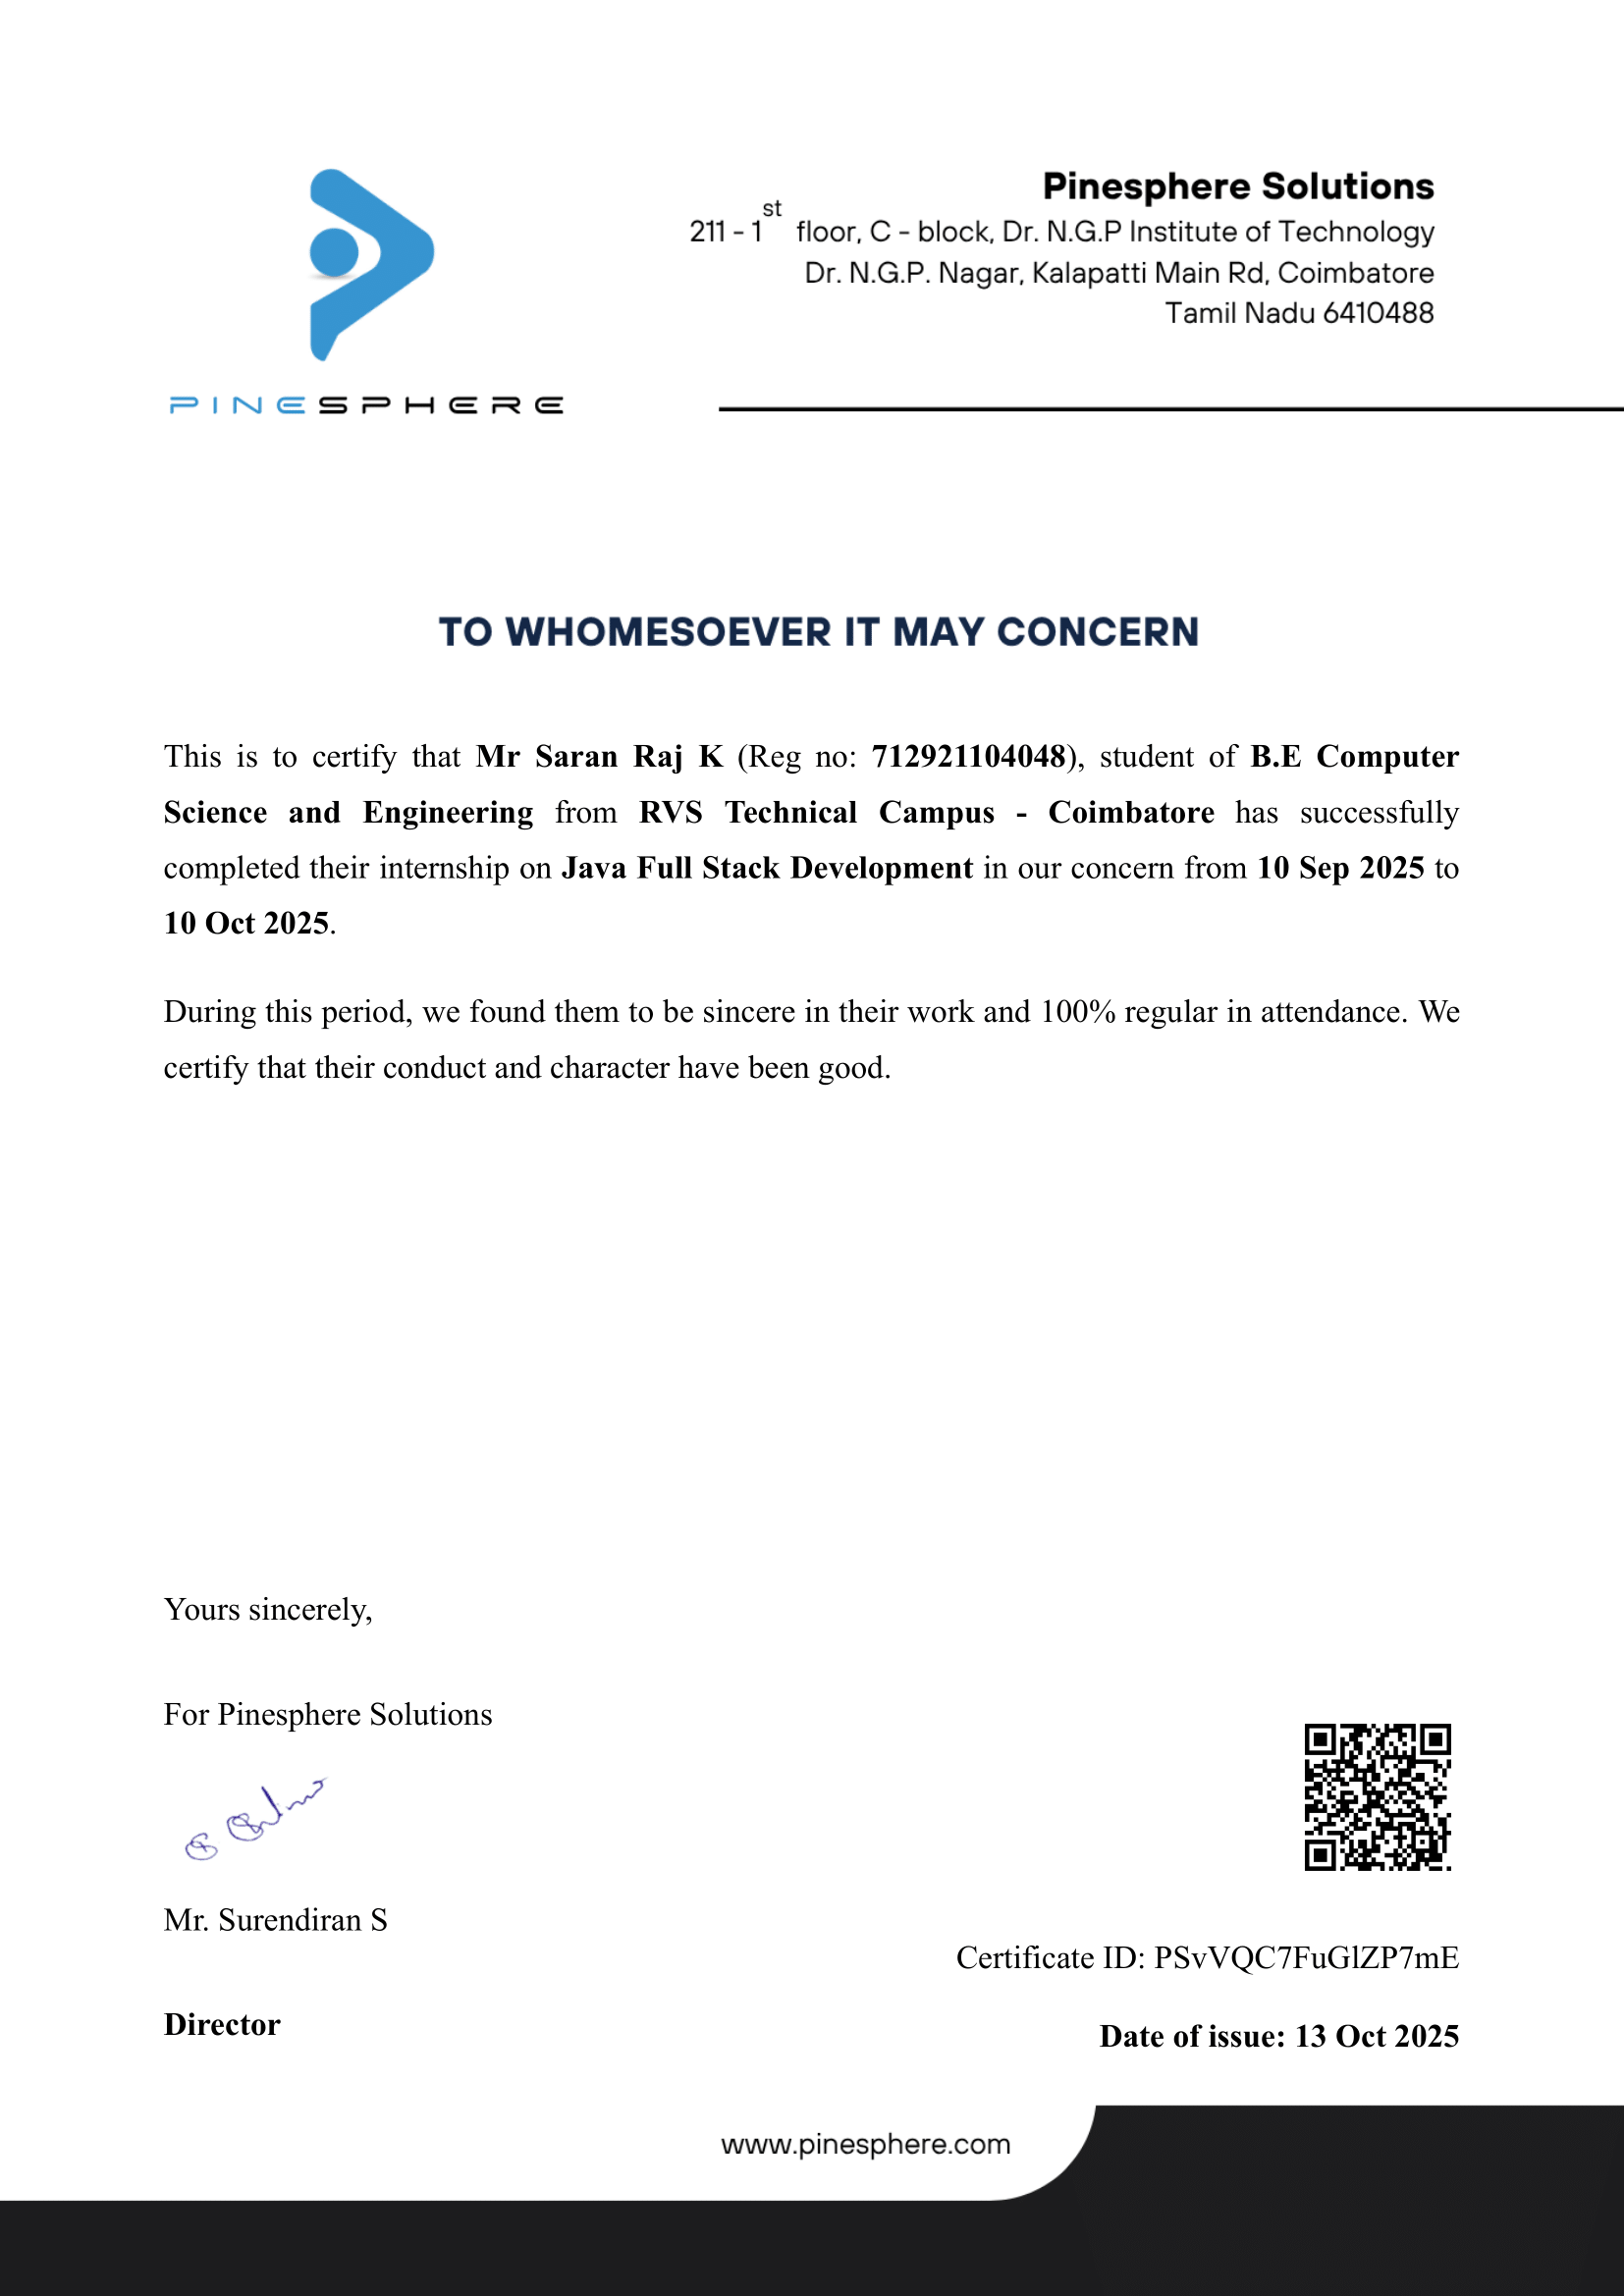 PINESPHERE
Pinesphere Solutions
211 - 1st floor, C - block, Dr. N.G.P Institute of Technology
Dr. N.G.P. Nagar, Kalapatti Main Rd, Coimbatore
Tamil Nadu 6410488
TO WHOMESOEVER IT MAY CONCERN
This is to certify that Mr Saran Raj K (Reg no: 712921104048), student of B.E Computer
Science and Engineering from RVS Technical Campus - Coimbatore has successfully
completed their internship on Java Full Stack Development in our concern from 10 Sep 2025 to
10 Oct 2025.
During this period, we found them to be sincere in their work and 100% regular in attendance. We
certify that their conduct and character have been good.
Yours sincerely,
For Pinesphere Solutions
Mr. Surendiran S
Director
Certificate ID: PSvVQC7FuGlZP7mE
Date of issue: 13 Oct 2025
www.pinesphere.com